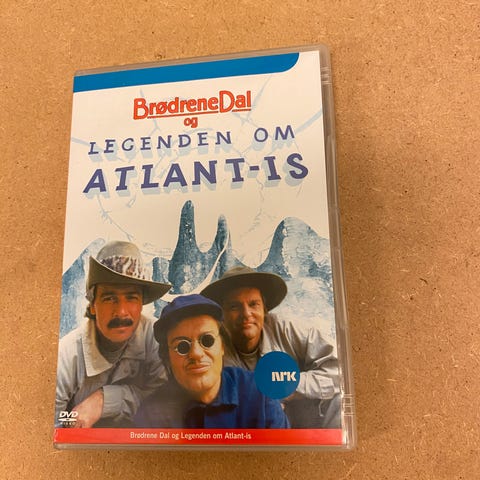 BrødreneDal
og
LEGENDEN OM
ATLANT-IS
NRK
DVD
VIDEO
Brødrene Dal og Legenden om Atlant-is